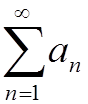 ∞
∑ aₙ
n=1